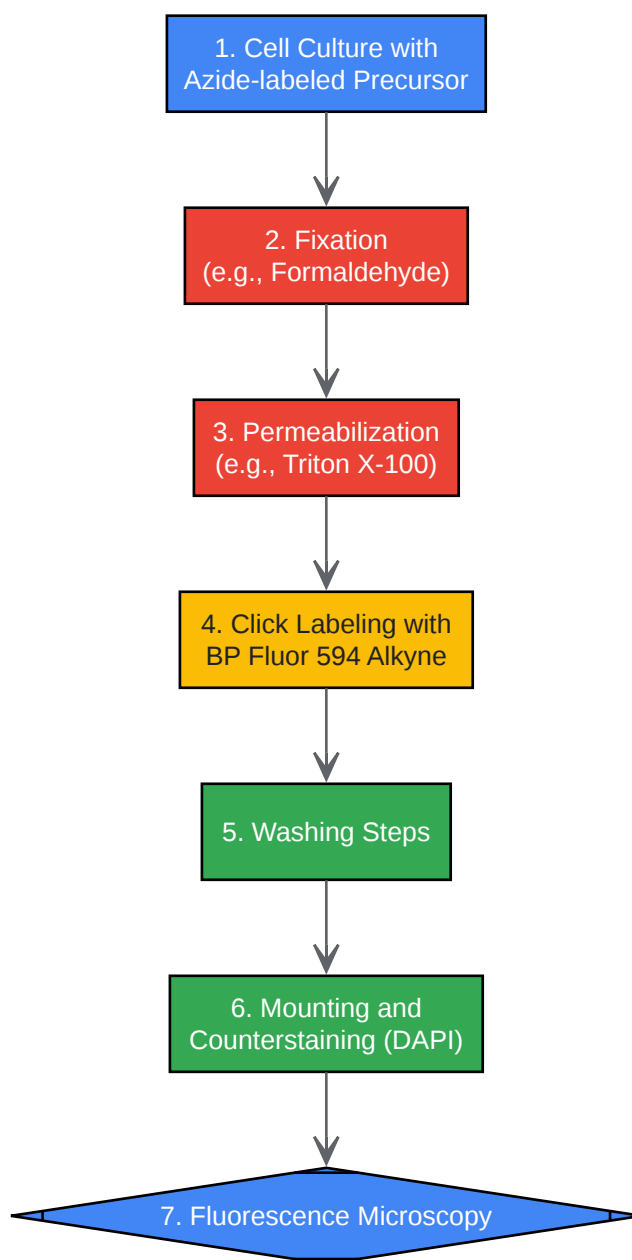 1. Cell Culture with
Azide-labeled Precursor
2. Fixation
(e.g., Formaldehyde)
3. Permeabilization
(e.g., Triton X-100)
4. Click Labeling with
BP Fluor 594 Alkyne
5. Washing Steps
6. Mounting and
Counterstaining (DAPI)
7. Fluorescence Microscopy